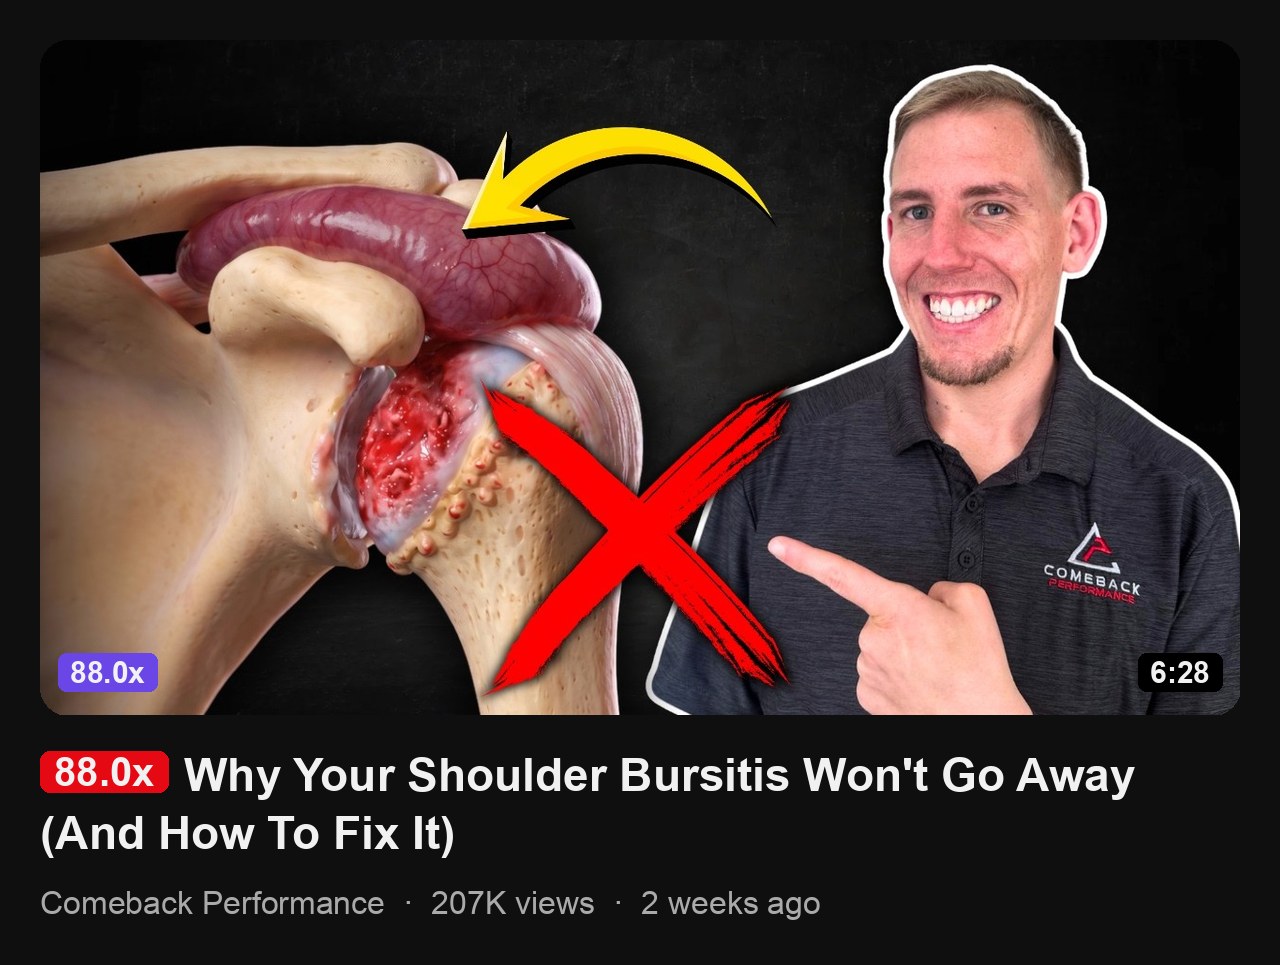 COMEBACK
PERFORMANCE
88.0x
6:28
88.0x Why Your Shoulder Bursitis Won't Go Away
(And How To Fix It)
Comeback Performance · 207K views · 2 weeks ago